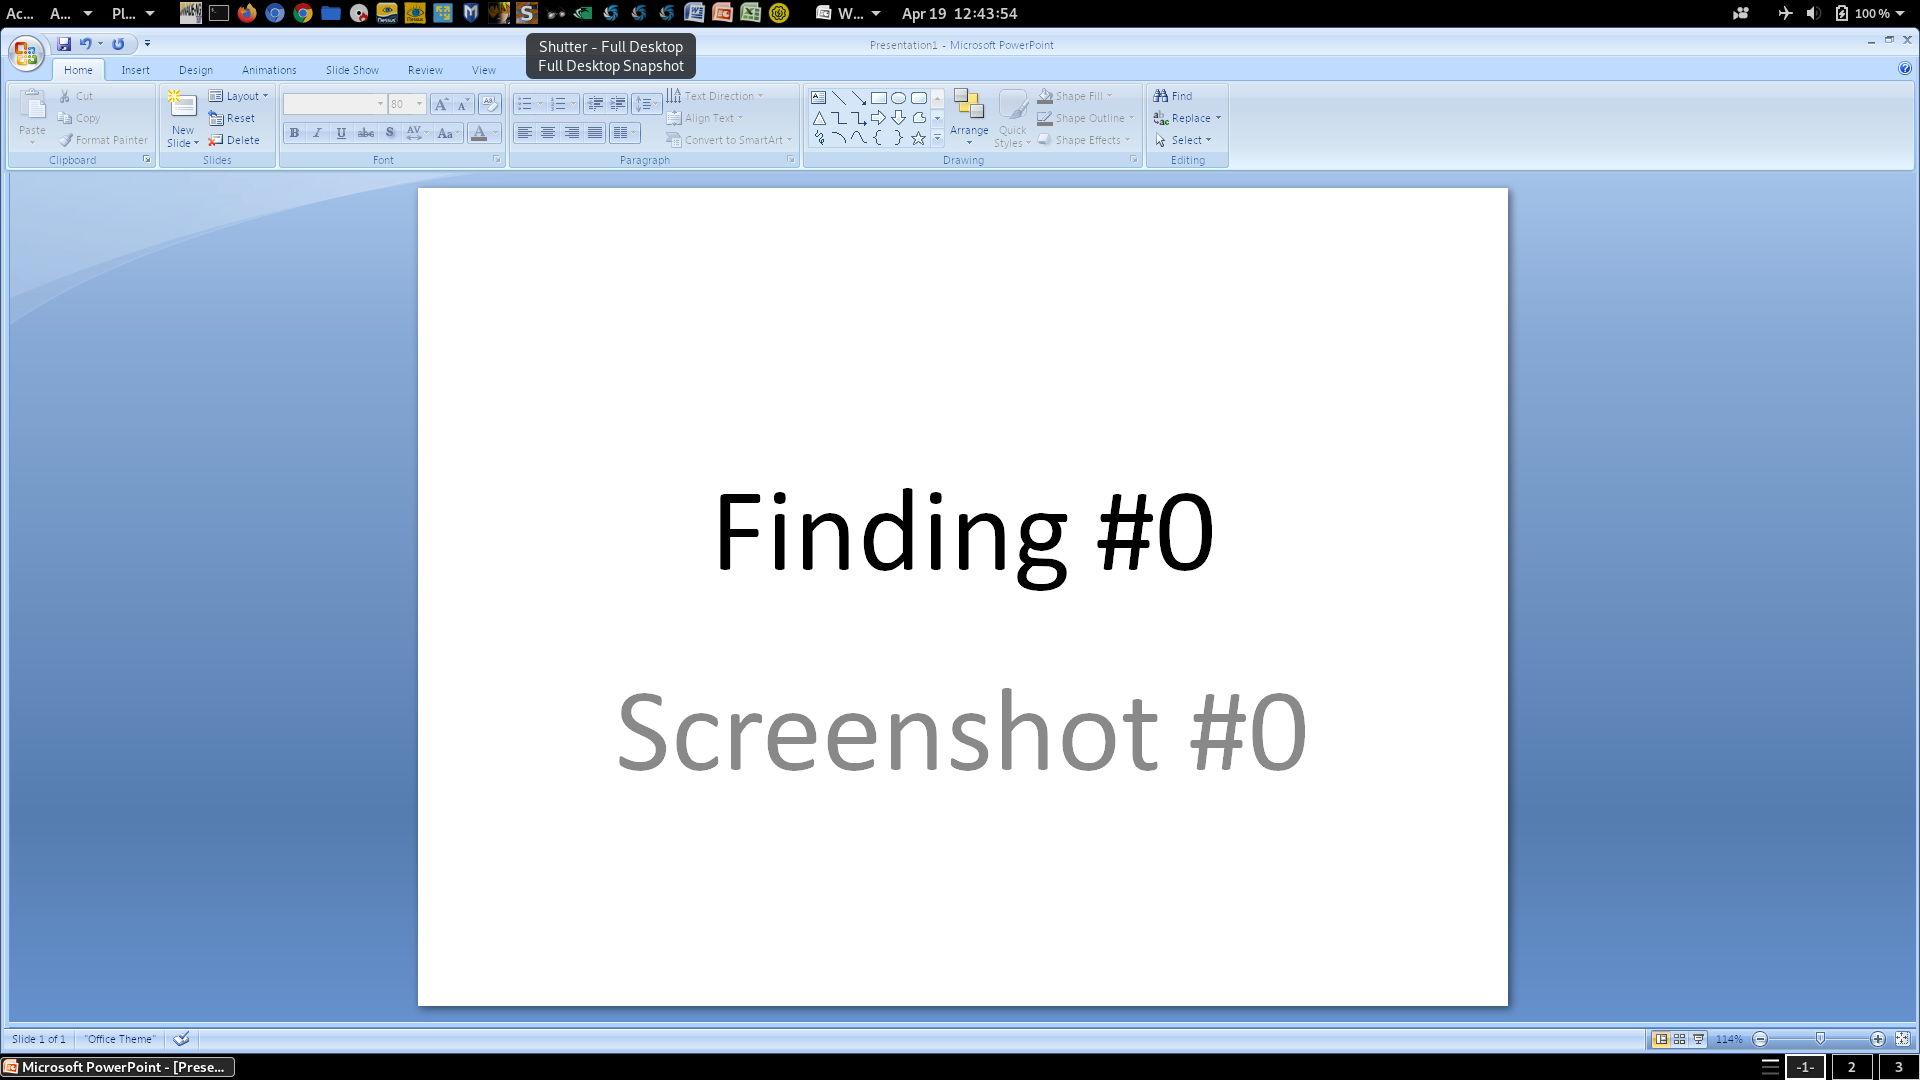 Ac...
A...
Pl...
W...
Apr 19 12:43:54
100 %
Shutter - Full Desktop
Full Desktop Snapshot
Presentation1 - Microsoft PowerPoint
Home
Insert
Design
Animations
Slide Show
Review
View
Paste
Cut
Copy
Format Painter
Clipboard
New
Slide
Layout
Reset
Delete
Slides
80
B I U abc S AV Aa A
Font
Text Direction
Align Text
Convert to SmartArt
Paragraph
Arrange
Quick
Styles
Shape Fill
Shape Outline
Shape Effects
Drawing
Find
Replace
Select
Editing
Finding #0
Screenshot #0
Slide 1 of 1
"Office Theme"
114%
Microsoft PowerPoint - [Prese...
-1-
2
3